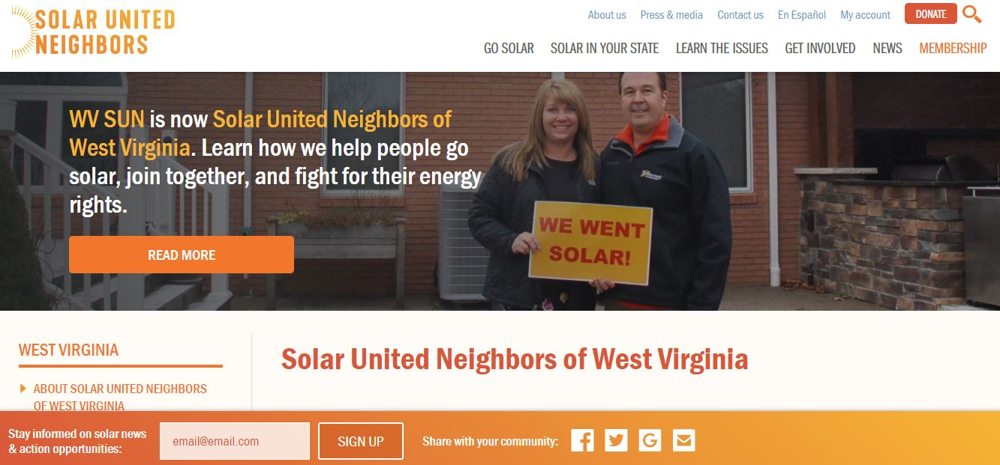 SOLAR UNITED
NEIGHBORS
About us Press & media Contact us En Español My account DONATE
GO SOLAR SOLAR IN YOUR STATE LEARN THE ISSUES GET INVOLVED NEWS MEMBERSHIP
WV SUN is now Solar United Neighbors of
West Virginia. Learn how we help people go
solar, join together, and fight for their energy
rights.
READ MORE
WE WENT
SOLAR!
WEST VIRGINIA
ABOUT SOLAR UNITED NEIGHBORS
OF WEST VIRGINIA
Solar United Neighbors of West Virginia
Stay informed on solar news
& action opportunities:
email@email.com
SIGN UP
Share with your community: